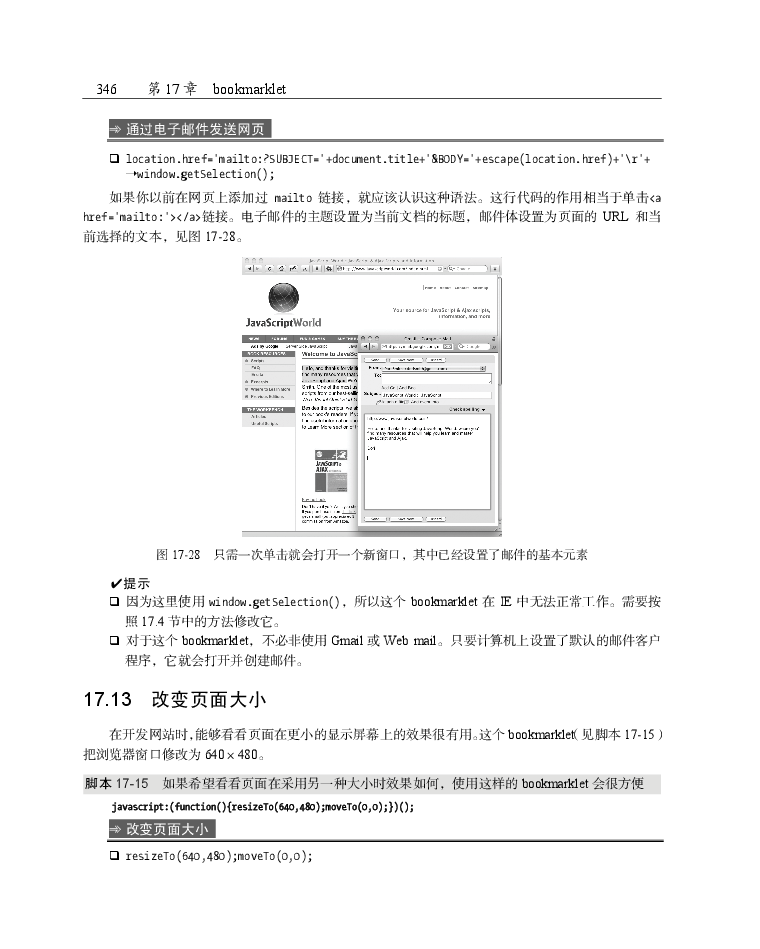 346 第 17 章 bookmarklet
通过电子邮件发送网页
❑ location.href='mailto:?SUBJECT='+document.title+'&BODY='+escape(location.href)+'\r'+
→window.getSelection();
如果你以前在网页上添加过 mailto 链接，就应该认识这种语法。这行代码的作用相当于单击<a
href='mailto:'></a>链接。电子邮件的主题设置为当前文档的标题，邮件体设置为页面的 URL 和当
前选择的文本，见图 17-28。
Your source for JavaScript & Ajax scripts,
information, and more
JavaScriptWorld
BOOK RESOURCES
Welcome to JavaSc
THE WORKBENCH
JAVASCRIPT &
AJAX
图 17-28 只需一次单击就会打开一个新窗口，其中已经设置了邮件的基本元素
✔提示
❑ 因为这里使用 window.getSelection()，所以这个 bookmarklet 在 IE 中无法正常工作。需要按
照 17.4 节中的方法修改它。
❑ 对于这个 bookmarklet，不必非使用 Gmail 或 Web mail。只要计算机上设置了默认的邮件客户
程序，它就会打开并创建邮件。
17.13 改变页面大小
在开发网站时，能够看看页面在更小的显示屏幕上的效果很有用。这个 bookmarklet（见脚本 17-15）
把浏览器窗口修改为 640 × 480。
脚本 17-15 如果希望看看页面在采用另一种大小时效果如何，使用这样的 bookmarklet 会很方便
javascript:(function(){resizeTo(640,480);moveTo(0,0);})();
改变页面大小
❑ resizeTo(640,480);moveTo(0,0);